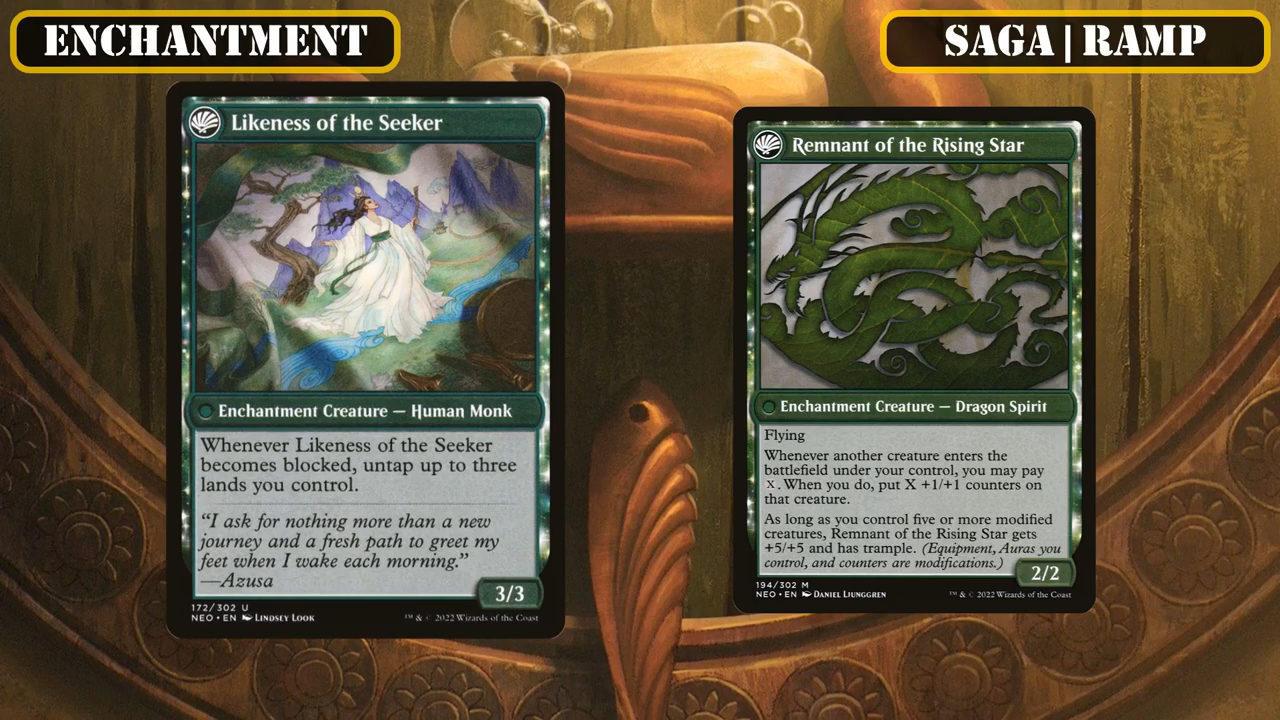 ENCHANTMENT
SAGA | RAMP
Likeness of the Seeker
Enchantment Creature — Human Monk
Whenever Likeness of the Seeker
becomes blocked, untap up to three
lands you control.
“I ask for nothing more than a new
journey and a fresh path to greet my
feet when I wake each morning.”
—Azusa
3/3
172/302 U
NEO • EN Lindsey Look
™ & © 2022 Wizards of the Coast
Remnant of the Rising Star
Enchantment Creature — Dragon Spirit
Flying
Whenever another creature enters the
battlefield under your control, you may pay
X. When you do, put X +1/+1 counters on
that creature.
As long as you control five or more modified
creatures, Remnant of the Rising Star gets
+5/+5 and has trample. (Equipment, Auras you
control, and counters are modifications.)
2/2
194/302 M
NEO • EN Daniel Ljunggren
™ & © 2022 Wizards of the Coast